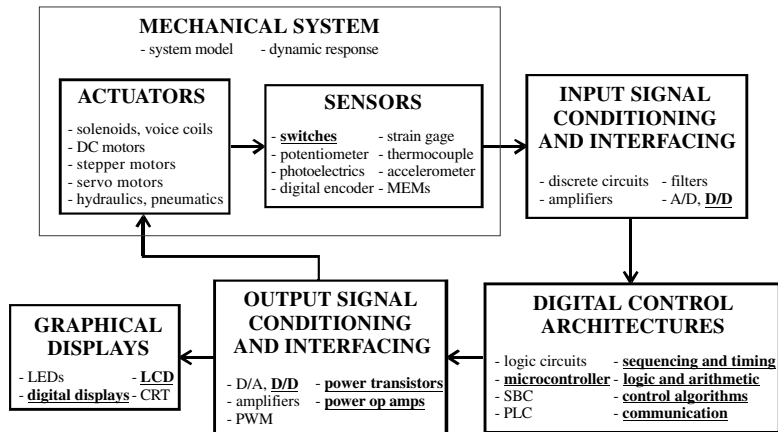 MECHANICAL SYSTEM
- system model - dynamic response
ACTUATORS
- solenoids, voice coils
- DC motors
- stepper motors
- servo motors
- hydraulics, pneumatics
SENSORS
- switches - strain gage
- potentiometer - thermocouple
- photoelectrics - accelerometer
- digital encoder - MEMs
INPUT SIGNAL
CONDITIONING
AND INTERFACING
- discrete circuits - filters
- amplifiers - A/D, D/D
GRAPHICAL
DISPLAYS
- LEDs - LCD
- digital displays - CRT
OUTPUT SIGNAL
CONDITIONING
AND INTERFACING
- D/A, D/D - power transistors
- amplifiers - power op amps
- PWM
DIGITAL CONTROL
ARCHITECTURES
- logic circuits - sequencing and timing
- microcontroller - logic and arithmetic
- SBC - control algorithms
- PLC - communication